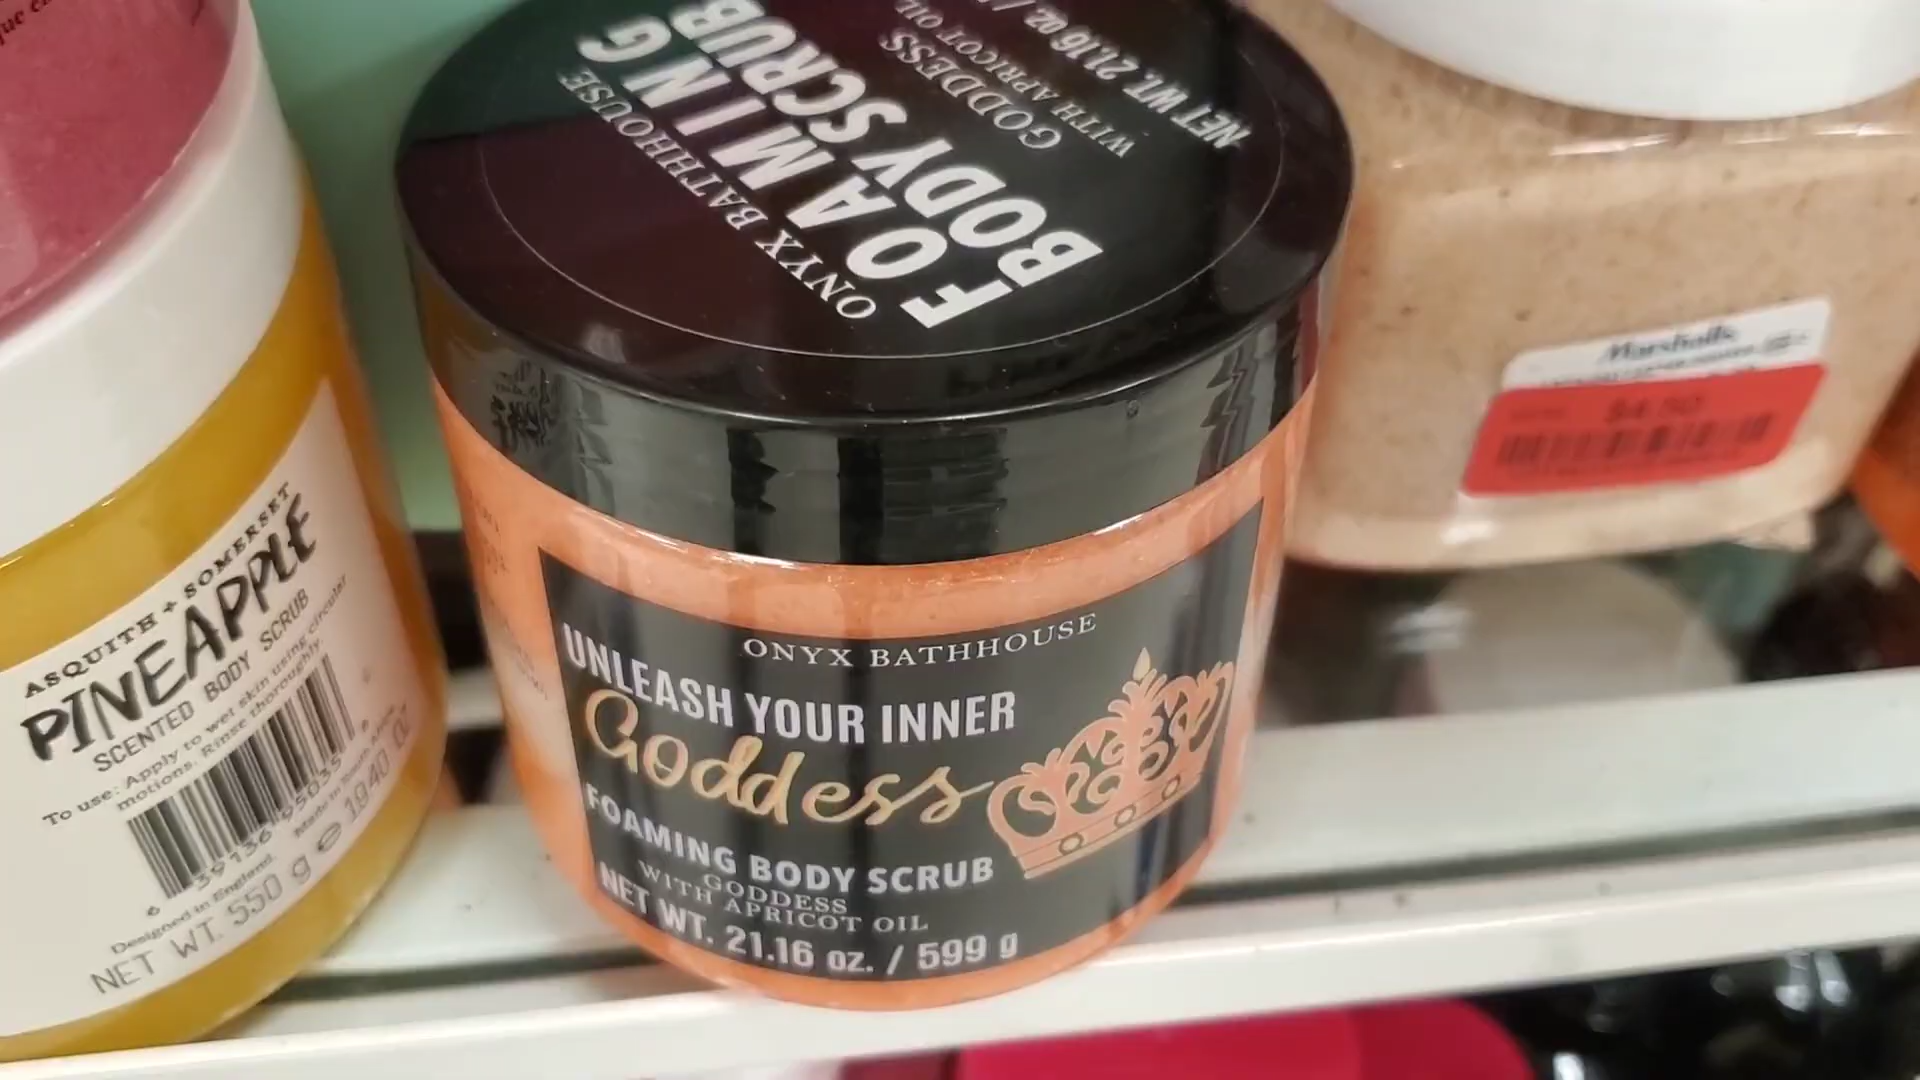 ONYX BATHHOUSE
FOAMING
BODY SCRUB
GODDESS
WITH APRICOT OIL
NET WT. 21.16 oz. /
ONYX BATHHOUSE
UNLEASH YOUR INNER
Goddess
FOAMING BODY SCRUB
GODDESS
WITH APRICOT OIL
NET WT. 21.16 oz. / 599 g
ASQUITH + SOMERSET
PINEAPPLE
SCENTED BODY SCRUB
To use: Apply to wet skin using circular
motions. Rinse thoroughly.
Designed in England.
NET WT. 550 g e 19.40 oz
Marshalls
$4.50